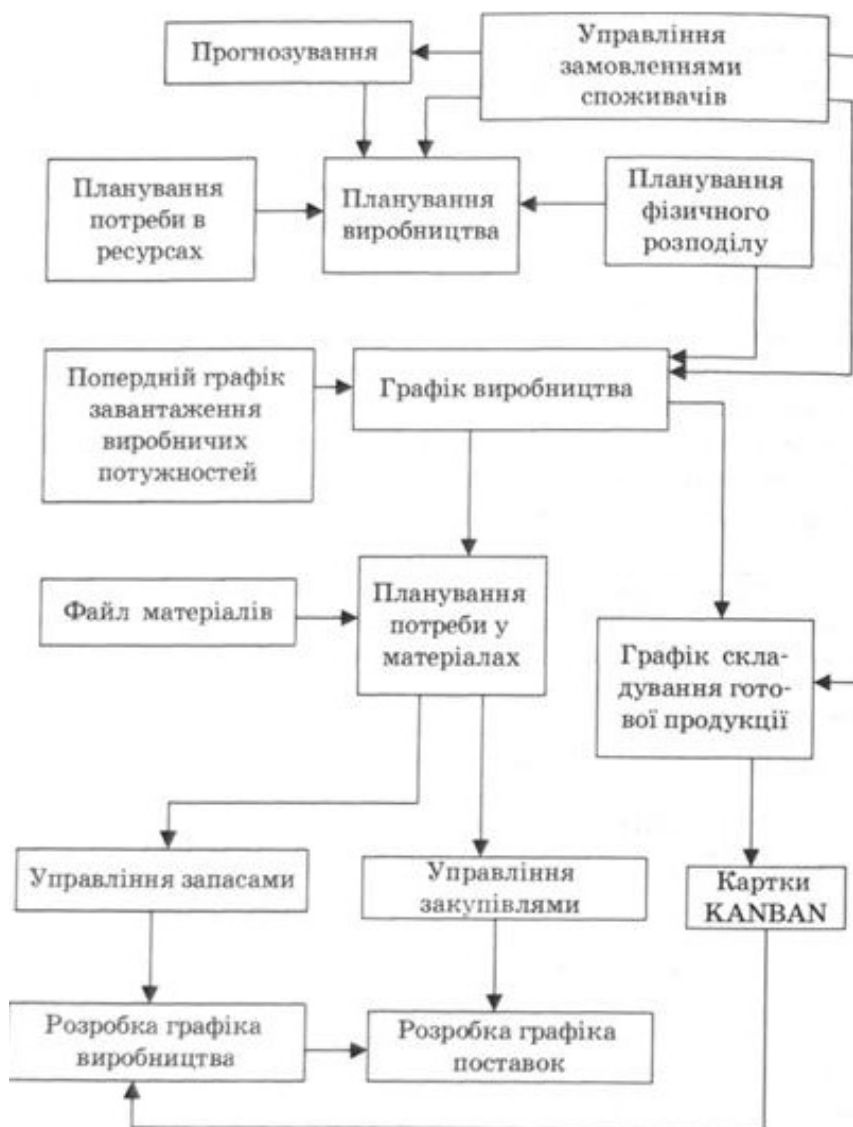 Прогнозування
Управління
замовленнями
споживачів
Планування
потреби в
ресурсах
Планування
виробництва
Планування
фізичного
розподілу
Попердній графік
завантаження
виробничих
потужностей
Графік виробництва
Файл матеріалів
Планування
потреби у
матеріалах
Графік скла-
дування гото-
вої продукції
Управління запасами
Управління
закупівлями
Картки
KANBAN
Розробка графіка
виробництва
Розробка графіка
поставок